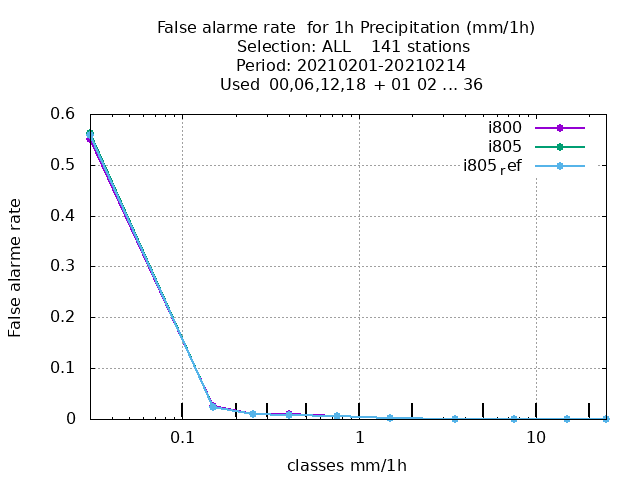 False alarme rate for 1h Precipitation (mm/1h)
Selection: ALL 141 stations
Period: 20210201-20210214
Used 00,06,12,18 + 01 02 ... 36
i800
i805
i805ref
0.6
0.5
0.4
0.3
0.2
0.1
0
False alarme rate
0.1 1 10
classes mm/1h